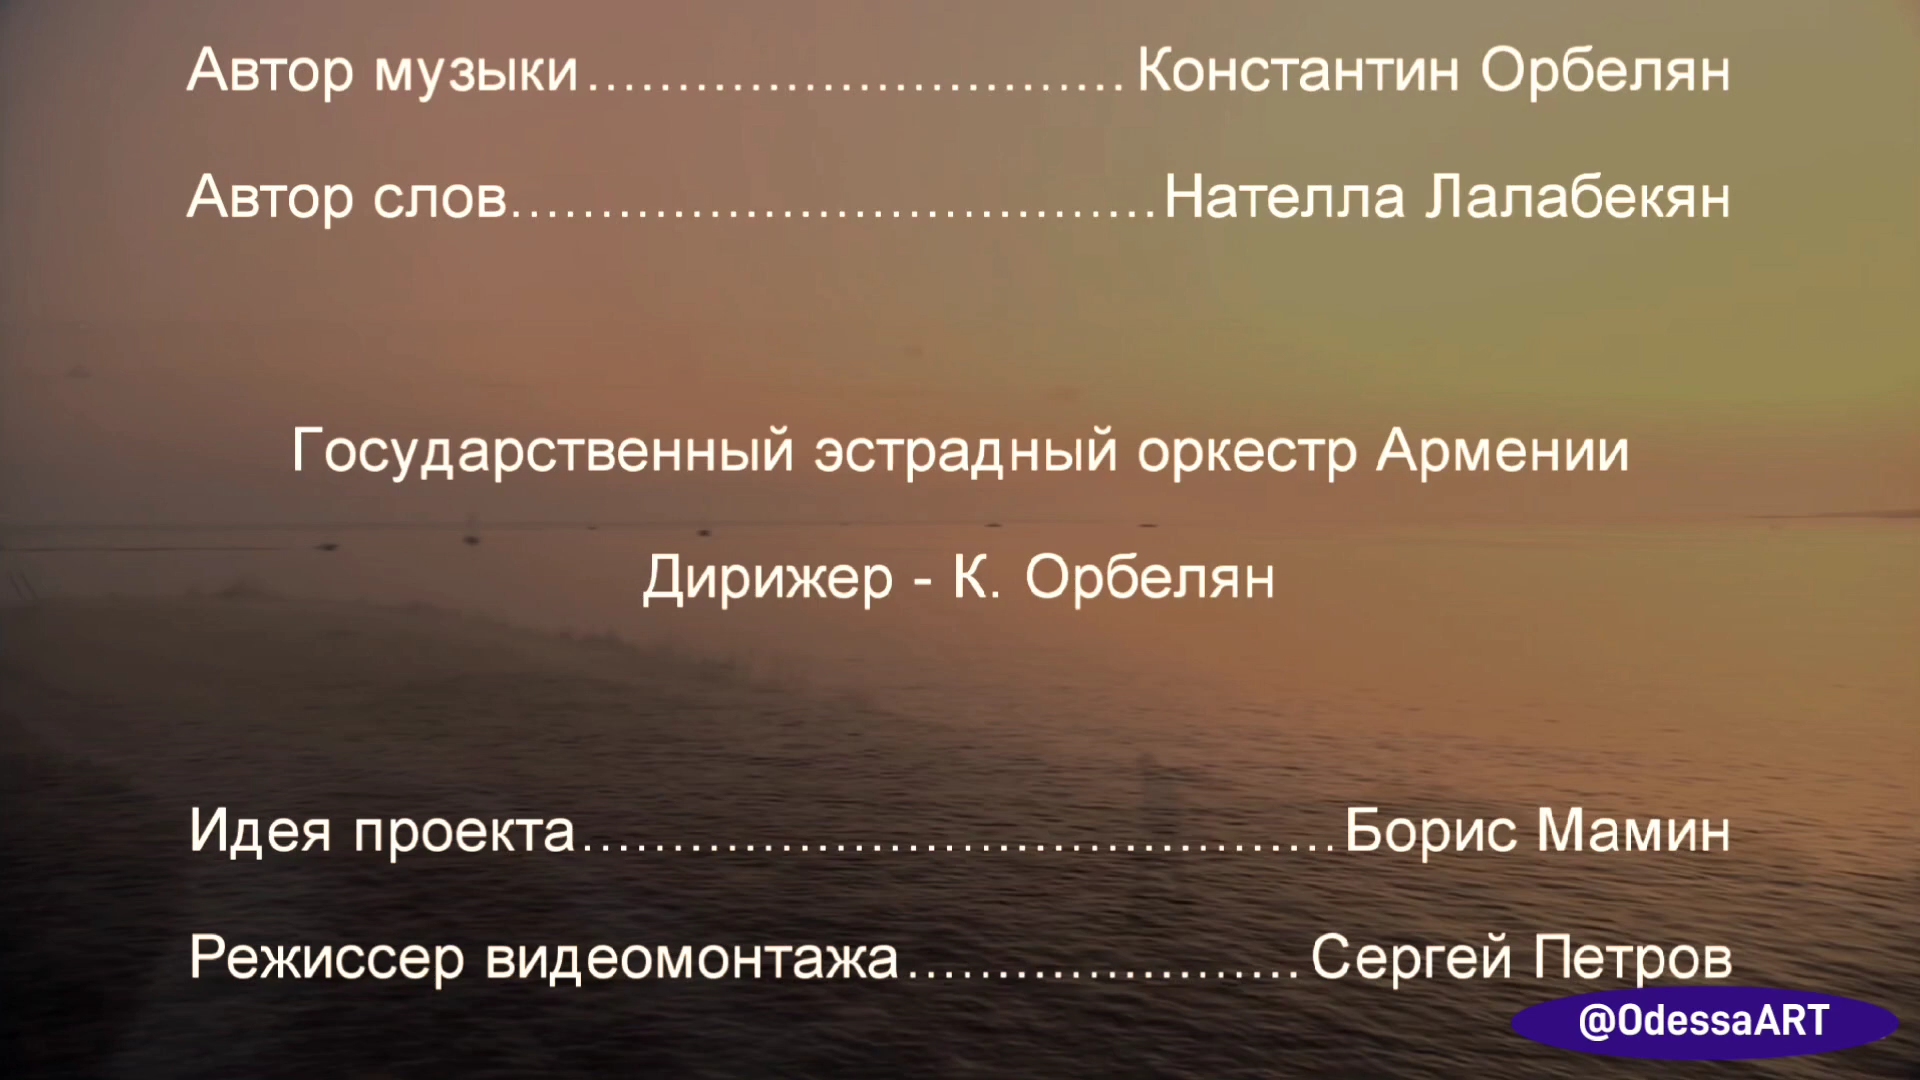 Автор музыки..............................Константин Орбелян
Автор слов....................................Нателла Лалабекян
Государственный эстрадный оркестр Армении
Дирижер - К. Орбелян
Идея проекта..........................................Борис Мамин
Режиссер видеомонтажа......................Сергей Петров
@OdessaART